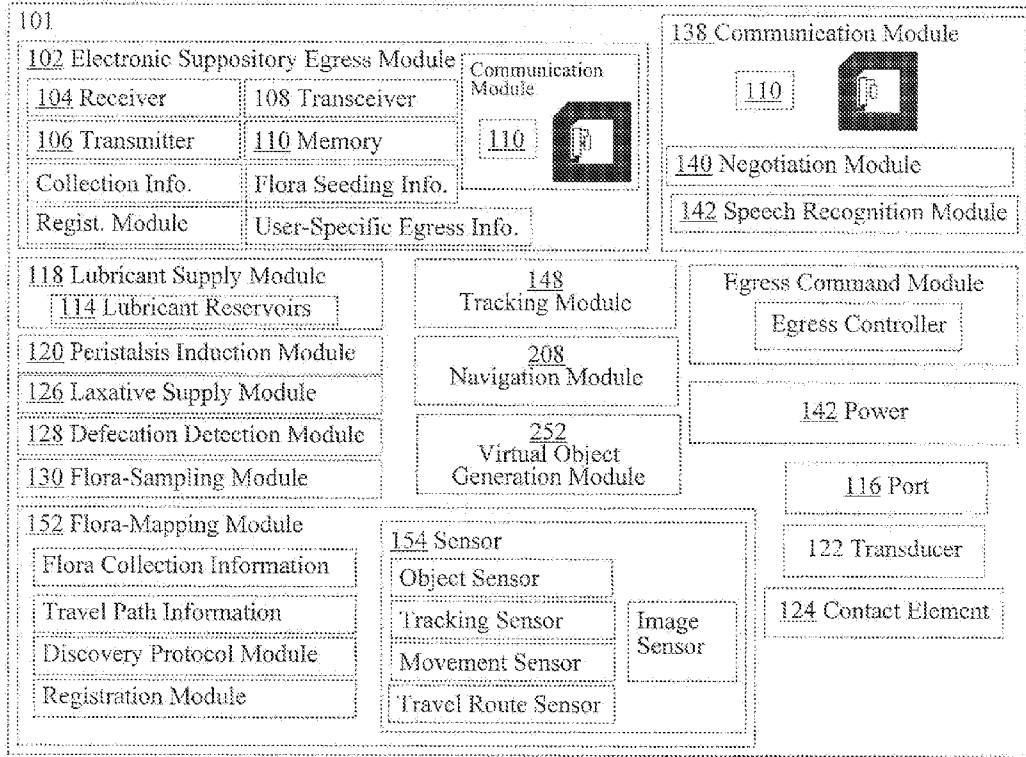 101
102 Electronic Suppository Egress Module
Communication
Module
104 Receiver
108 Transceiver
106 Transmitter
110 Memory
110
Collection Info.
Flora Seeding Info.
Regist. Module
User-Specific Egress Info.
138 Communication Module
110
140 Negotiation Module
142 Speech Recognition Module
118 Lubricant Supply Module
114 Lubricant Reservoirs
120 Peristalsis Induction Module
126 Laxative Supply Module
128 Defecation Detection Module
130 Flora-Sampling Module
148
Tracking Module
208
Navigation Module
252
Virtual Object
Generation Module
Egress Command Module
Egress Controller
142 Power
116 Port
122 Transducer
124 Contact Element
152 Flora-Mapping Module
Flora Collection Information
Travel Path Information
Discovery Protocol Module
Registration Module
154 Sensor
Object Sensor
Tracking Sensor
Movement Sensor
Travel Route Sensor
Image
Sensor